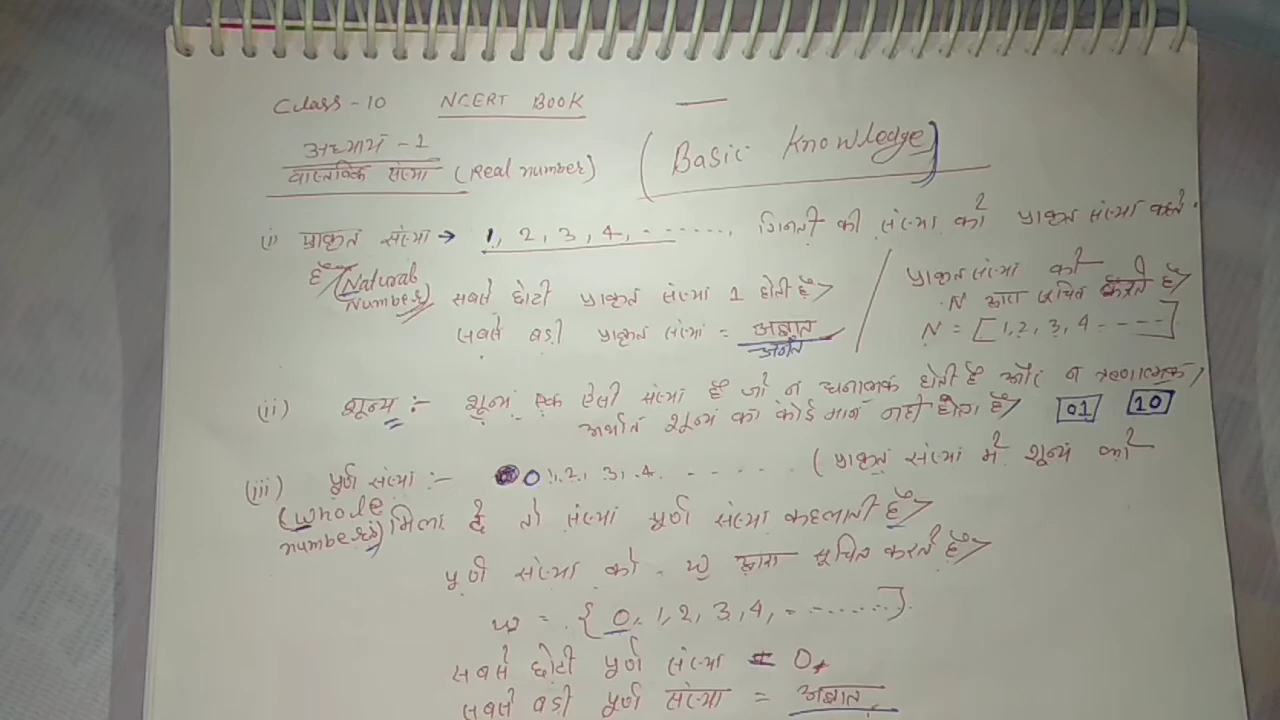 Class-10 NCERT BOOK
अध्याय -1
वास्तविक संख्या (Real number) (Basic Knowledge)
(i) प्राकृत संख्या → 1, 2, 3, 4, ........, गिनती की संख्या को प्राकृत संख्या कहते
है (Natural Numbers)
सबसे छोटी प्राकृत संख्या 1 होती है
सबसे बड़ी प्राकृत संख्या = अज्ञात
अनंत
प्राकृत संख्या को
N द्वारा सूचित करते है
N = [1, 2, 3, 4 -----]
(ii) शून्य :- शून्य एक ऐसी संख्या है जो न धनात्मक होती है और न ऋणात्मक,
अर्थात शून्य का कोई मान नही होता है 01 10
(iii) पूर्ण संख्या :- 0 1, 2, 3, 4. ...... (प्राकृत संख्या में शून्य को
(Whole numbers) मिला दे तो संख्या पूर्ण संख्या कहलाती है
पूर्ण संख्या को W द्वारा सूचित करते है
W = { 0, 1, 2, 3, 4, ........}
सबसे छोटी पूर्ण संख्या = 0,
सबसे बड़ी पूर्ण संख्या = अज्ञात